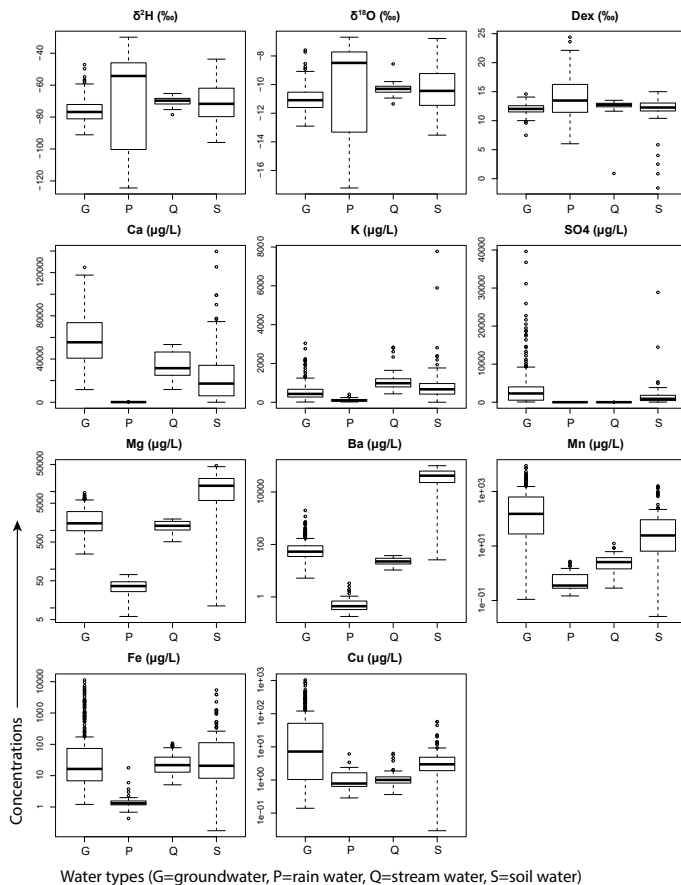 δ²H (‰) δ¹⁸O (‰) Dex (‰)
−40 −60 −80 −100 −120
G P Q S
−8 −10 −12 −14 −16
G P Q S
25 20 15 10 5 0
G P Q S
Ca (µg/L) K (µg/L) SO4 (µg/L)
120000 80000 40000 0
G P Q S
8000 6000 4000 2000 0
G P Q S
40000 30000 20000 10000 0
G P Q S
Mg (µg/L) Ba (µg/L) Mn (µg/L)
50000 5000 500 50 5
G P Q S
10000 100 1
G P Q S
1e+03 1e+01 1e−01
G P Q S
Fe (µg/L) Cu (µg/L)
10000 1000 100 10 1
G P Q S
1e+03 1e+02 1e+01 1e+00 1e−01
G P Q S
Concentrations
Water types (G=groundwater, P=rain water, Q=stream water, S=soil water)